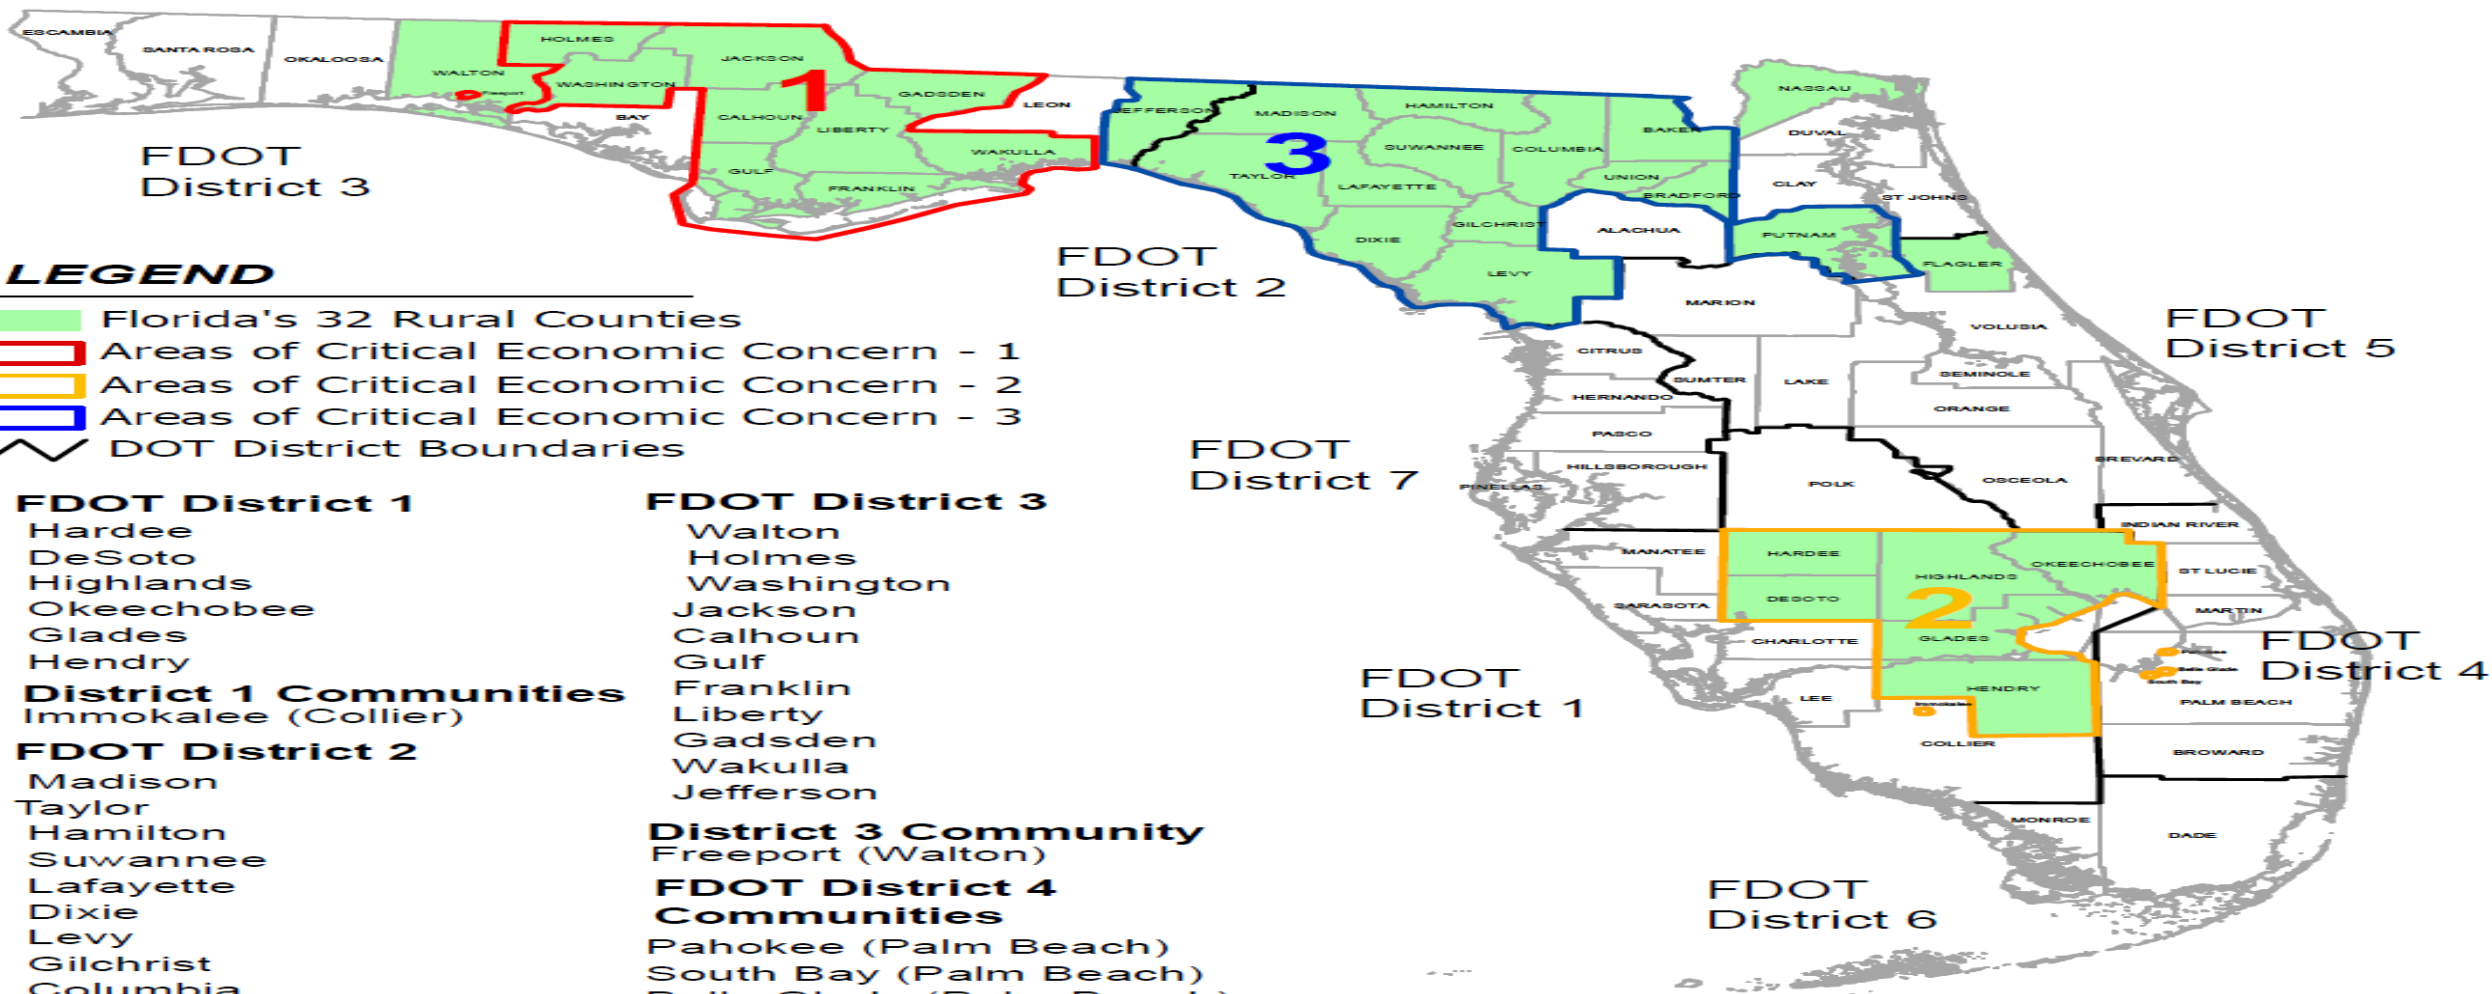 ESCAMBIA
SANTA ROSA
OKALOOSA
WALTON
Freeport
HOLMES
WASHINGTON
JACKSON
1
BAY
CALHOUN
GADSDEN
LIBERTY
LEON
WAKULLA
GULF
FRANKLIN
FDOT
District 3
JEFFERSON
MADISON
HAMILTON
3
TAYLOR
SUWANNEE
LAFAYETTE
COLUMBIA
BAKER
UNION
BRADFORD
DIXIE
GILCHRIST
ALACHUA
LEVY
NASSAU
DUVAL
CLAY
ST JOHNS
PUTNAM
FLAGLER
FDOT
District 2
MARION
VOLUSIA
FDOT
District 5
CITRUS
SUMTER
LAKE
SEMINOLE
HERNANDO
ORANGE
PASCO
HILLSBOROUGH
PINELLAS
POLK
OSCEOLA
BREVARD
FDOT
District 7
INDIAN RIVER
MANATEE
HARDEE
HIGHLANDS
OKEECHOBEE
ST LUCIE
SARASOTA
DESOTO
2
MARTIN
CHARLOTTE
GLADES
FDOT
District 4
Belle Glade
South Bay
LEE
HENDRY
Immokalee
PALM BEACH
FDOT
District 1
COLLIER
BROWARD
MONROE
DADE
FDOT
District 6
LEGEND
Florida's 32 Rural Counties
Areas of Critical Economic Concern - 1
Areas of Critical Economic Concern - 2
Areas of Critical Economic Concern - 3
DOT District Boundaries
FDOT District 1
Hardee
DeSoto
Highlands
Okeechobee
Glades
Hendry
District 1 Communities
Immokalee (Collier)
FDOT District 2
Madison
Taylor
Hamilton
Suwannee
Lafayette
Dixie
Levy
Gilchrist
Columbia
FDOT District 3
Walton
Holmes
Washington
Jackson
Calhoun
Gulf
Franklin
Liberty
Gadsden
Wakulla
Jefferson
District 3 Community
Freeport (Walton)
FDOT District 4
Communities
Pahokee (Palm Beach)
South Bay (Palm Beach)